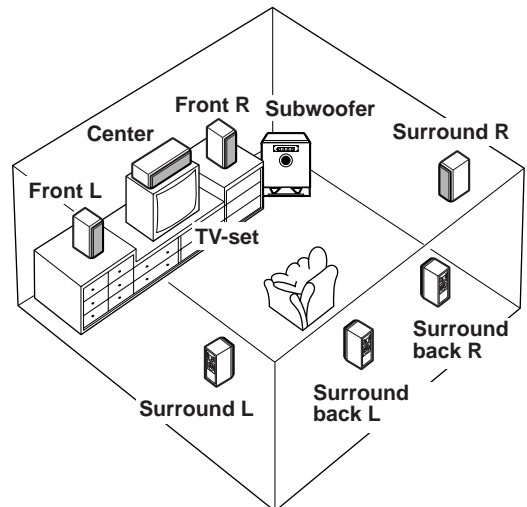 Front R
Subwoofer
Center
Surround R
Front L
TV-set
Surround
back R
Surround L
Surround
back L